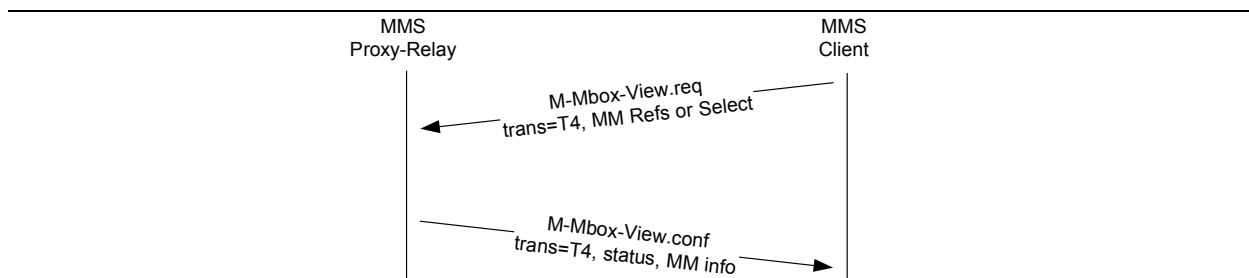 MMS
Proxy-Relay
MMS
Client
M-Mbox-View.req
trans=T4, MM Refs or Select
M-Mbox-View.conf
trans=T4, status, MM info